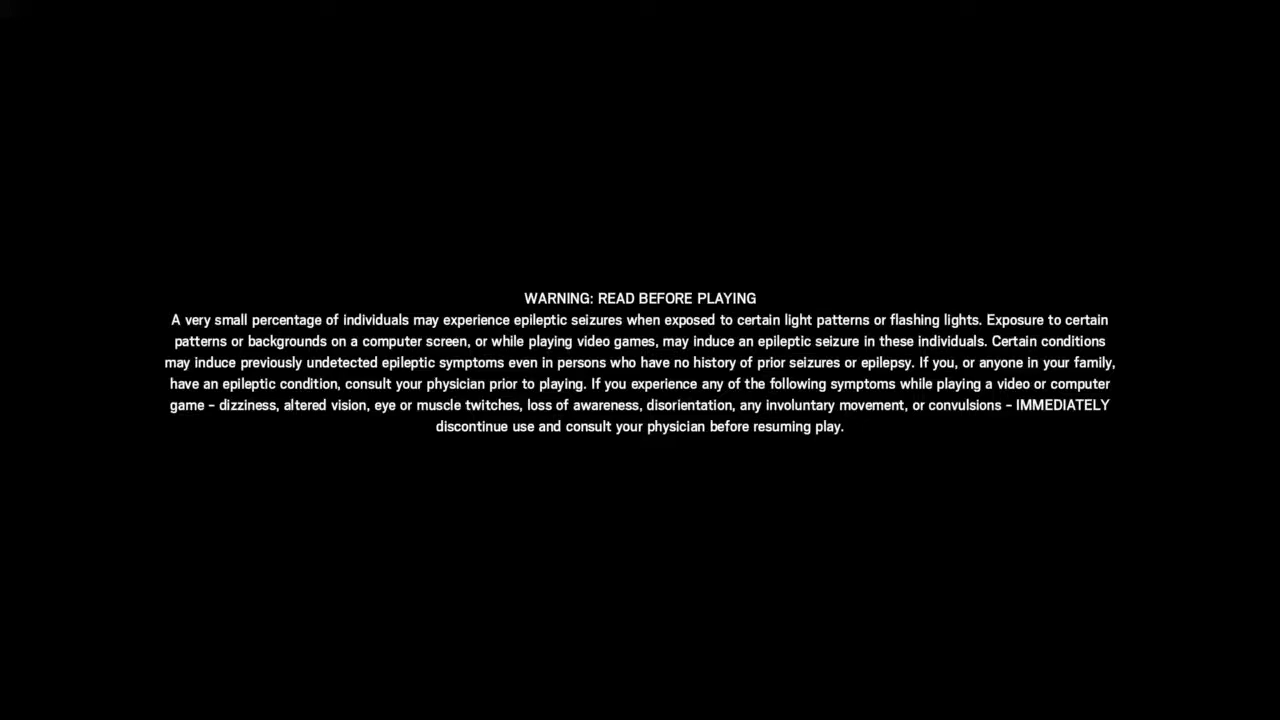 WARNING: READ BEFORE PLAYING
A very small percentage of individuals may experience epileptic seizures when exposed to certain light patterns or flashing lights. Exposure to certain
patterns or backgrounds on a computer screen, or while playing video games, may induce an epileptic seizure in these individuals. Certain conditions
may induce previously undetected epileptic symptoms even in persons who have no history of prior seizures or epilepsy. If you, or anyone in your family,
have an epileptic condition, consult your physician prior to playing. If you experience any of the following symptoms while playing a video or computer
game – dizziness, altered vision, eye or muscle twitches, loss of awareness, disorientation, any involuntary movement, or convulsions – IMMEDIATELY
discontinue use and consult your physician before resuming play.